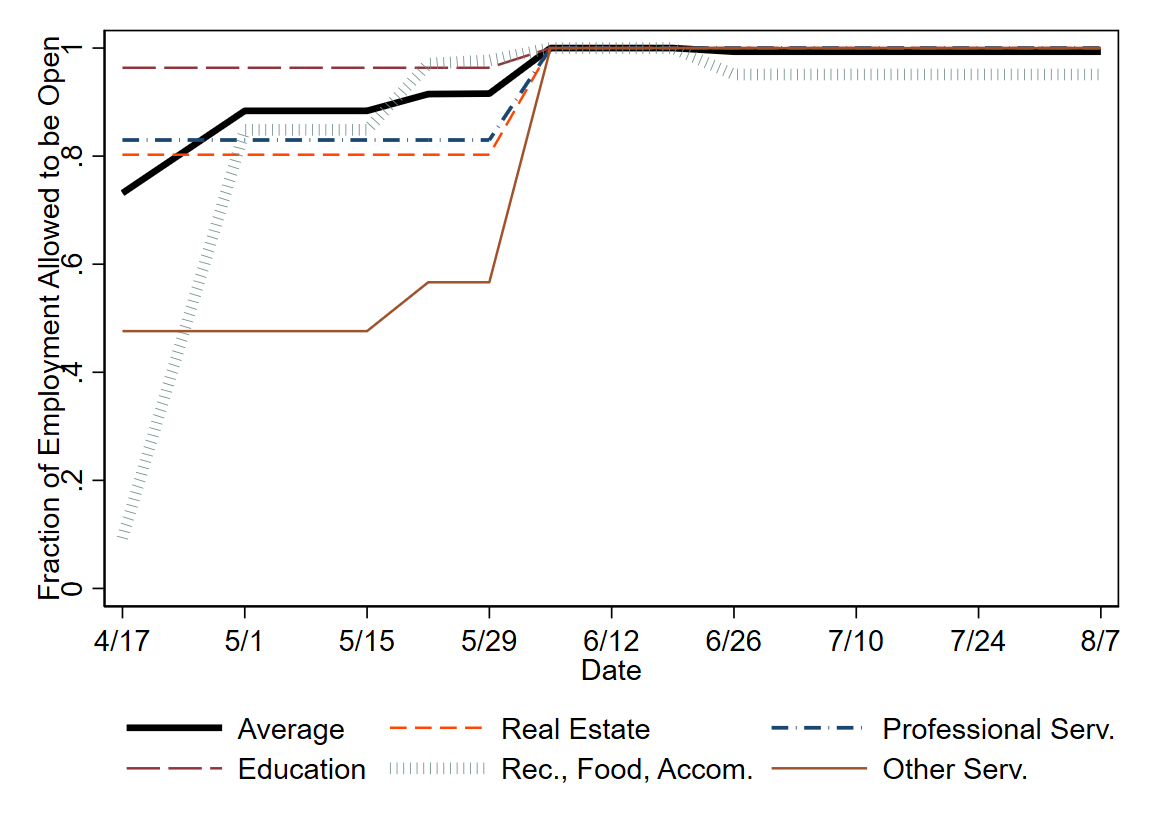 Fraction of Employment Allowed to be Open
1
.8
.6
.4
.2
0
4/17 5/1 5/15 5/29 6/12 6/26 7/10 7/24 8/7
Date
Average Real Estate Professional Serv.
Education Rec., Food, Accom. Other Serv.